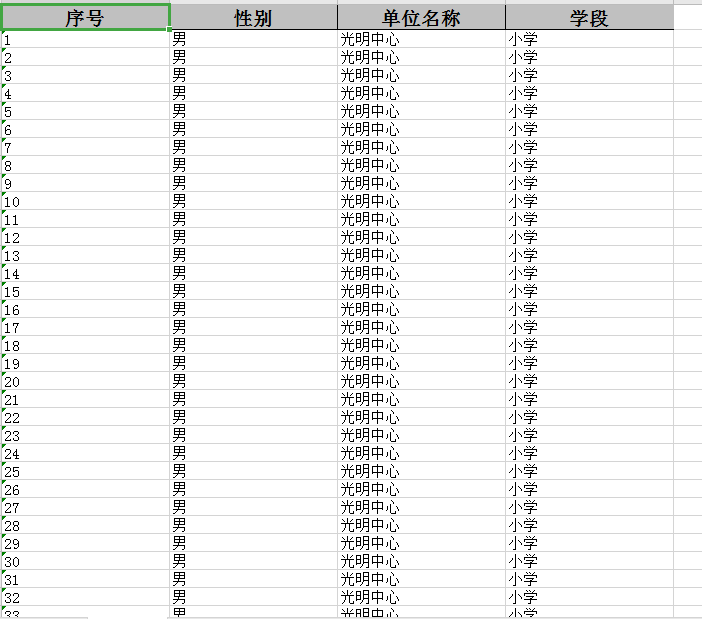 序号 性别 单位名称 学段
1 男 光明中心 小学
2 男 光明中心 小学
3 男 光明中心 小学
4 男 光明中心 小学
5 男 光明中心 小学
6 男 光明中心 小学
7 男 光明中心 小学
8 男 光明中心 小学
9 男 光明中心 小学
10 男 光明中心 小学
11 男 光明中心 小学
12 男 光明中心 小学
13 男 光明中心 小学
14 男 光明中心 小学
15 男 光明中心 小学
16 男 光明中心 小学
17 男 光明中心 小学
18 男 光明中心 小学
19 男 光明中心 小学
20 男 光明中心 小学
21 男 光明中心 小学
22 男 光明中心 小学
23 男 光明中心 小学
24 男 光明中心 小学
25 男 光明中心 小学
26 男 光明中心 小学
27 男 光明中心 小学
28 男 光明中心 小学
29 男 光明中心 小学
30 男 光明中心 小学
31 男 光明中心 小学
32 男 光明中心 小学
33 男 光明中心 小学